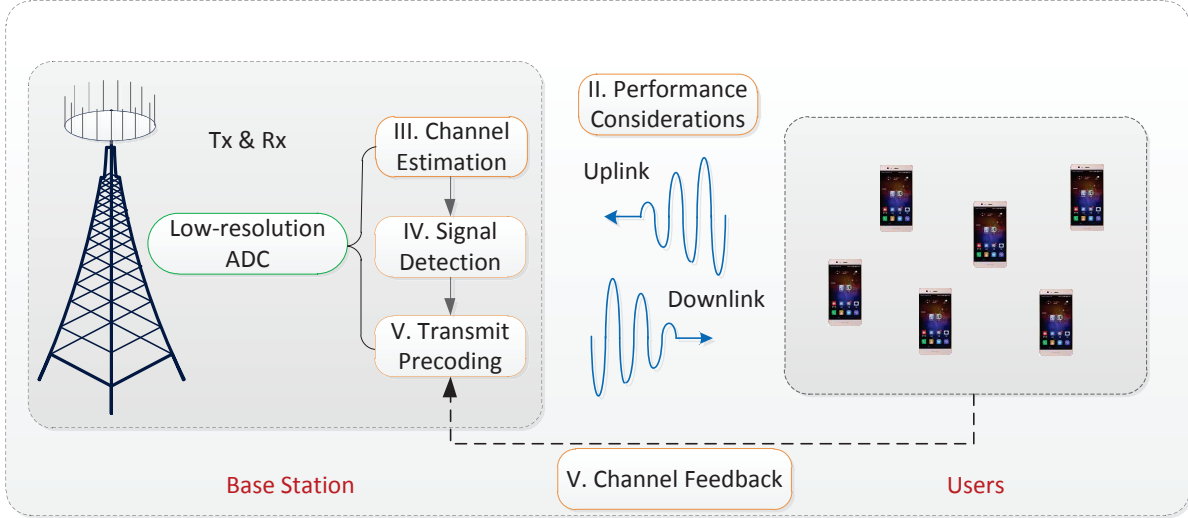 II. Performance
Considerations
Tx & Rx
III. Channel
Estimation
Uplink
Low-resolution
ADC
IV. Signal
Detection
Downlink
V. Transmit
Precoding
V. Channel Feedback
Base Station
Users